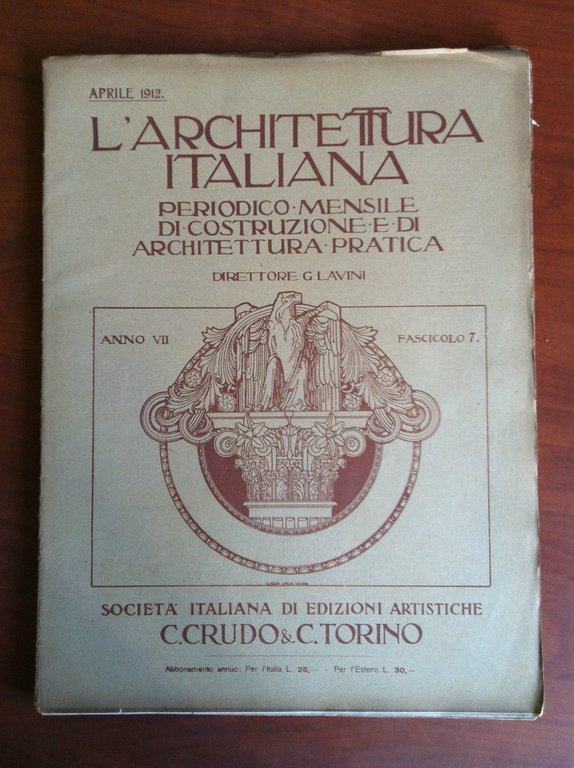 APRILE 1912.
L'ARCHITETTURA
ITALIANA
PERIODICO·MENSILE
DI·COSTRUZIONE·E·DI
ARCHITETTURA·PRATICA
DIRETTORE G. LAVINI
ANNO VII
FASCICOLO 7.
SOCIETÀ ITALIANA DI EDIZIONI ARTISTICHE
C. CRUDO & C. TORINO
Abbonamento annuo: Per l'Italia L. 25,— - Per l'Estero L. 30,—